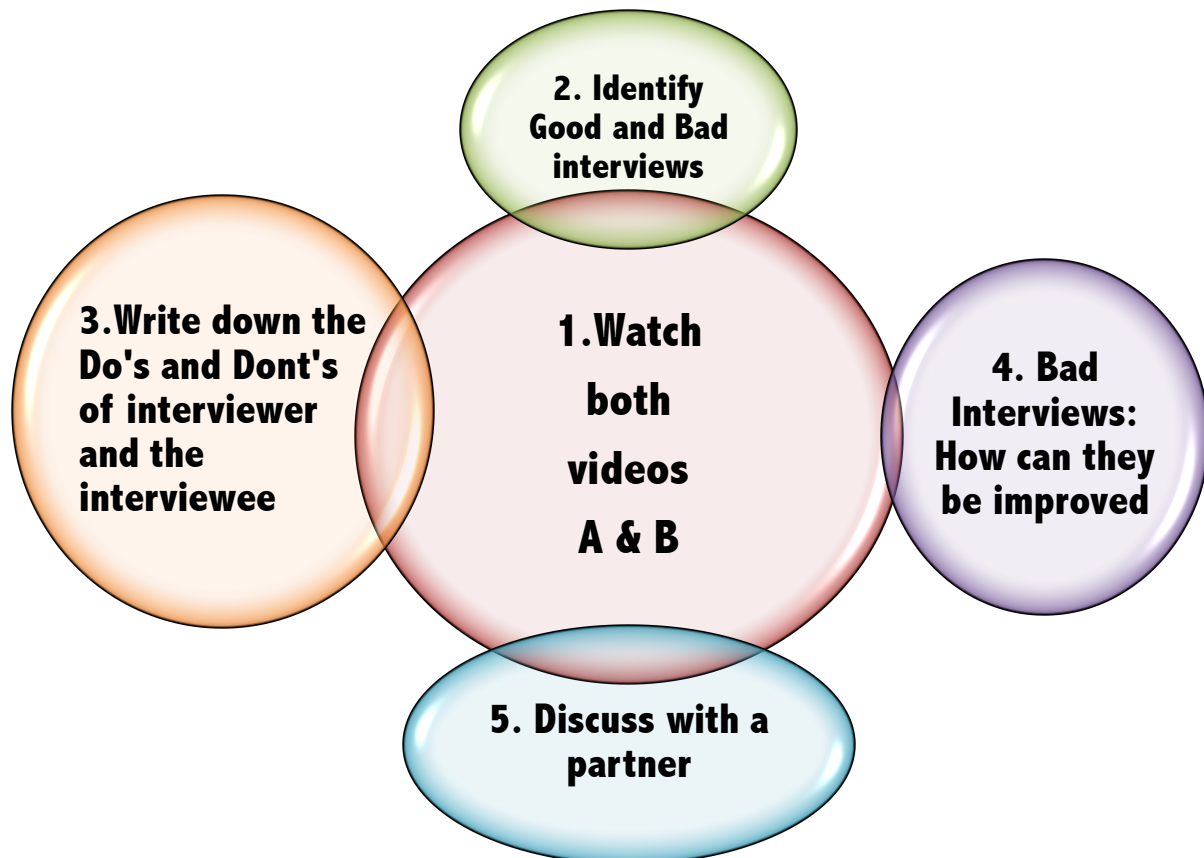 1.Watch
both
videos
A & B
2. Identify
Good and Bad
interviews
3.Write down the
Do's and Dont's
of interviewer
and the
interviewee
4. Bad
Interviews:
How can they
be improved
5. Discuss with a
partner